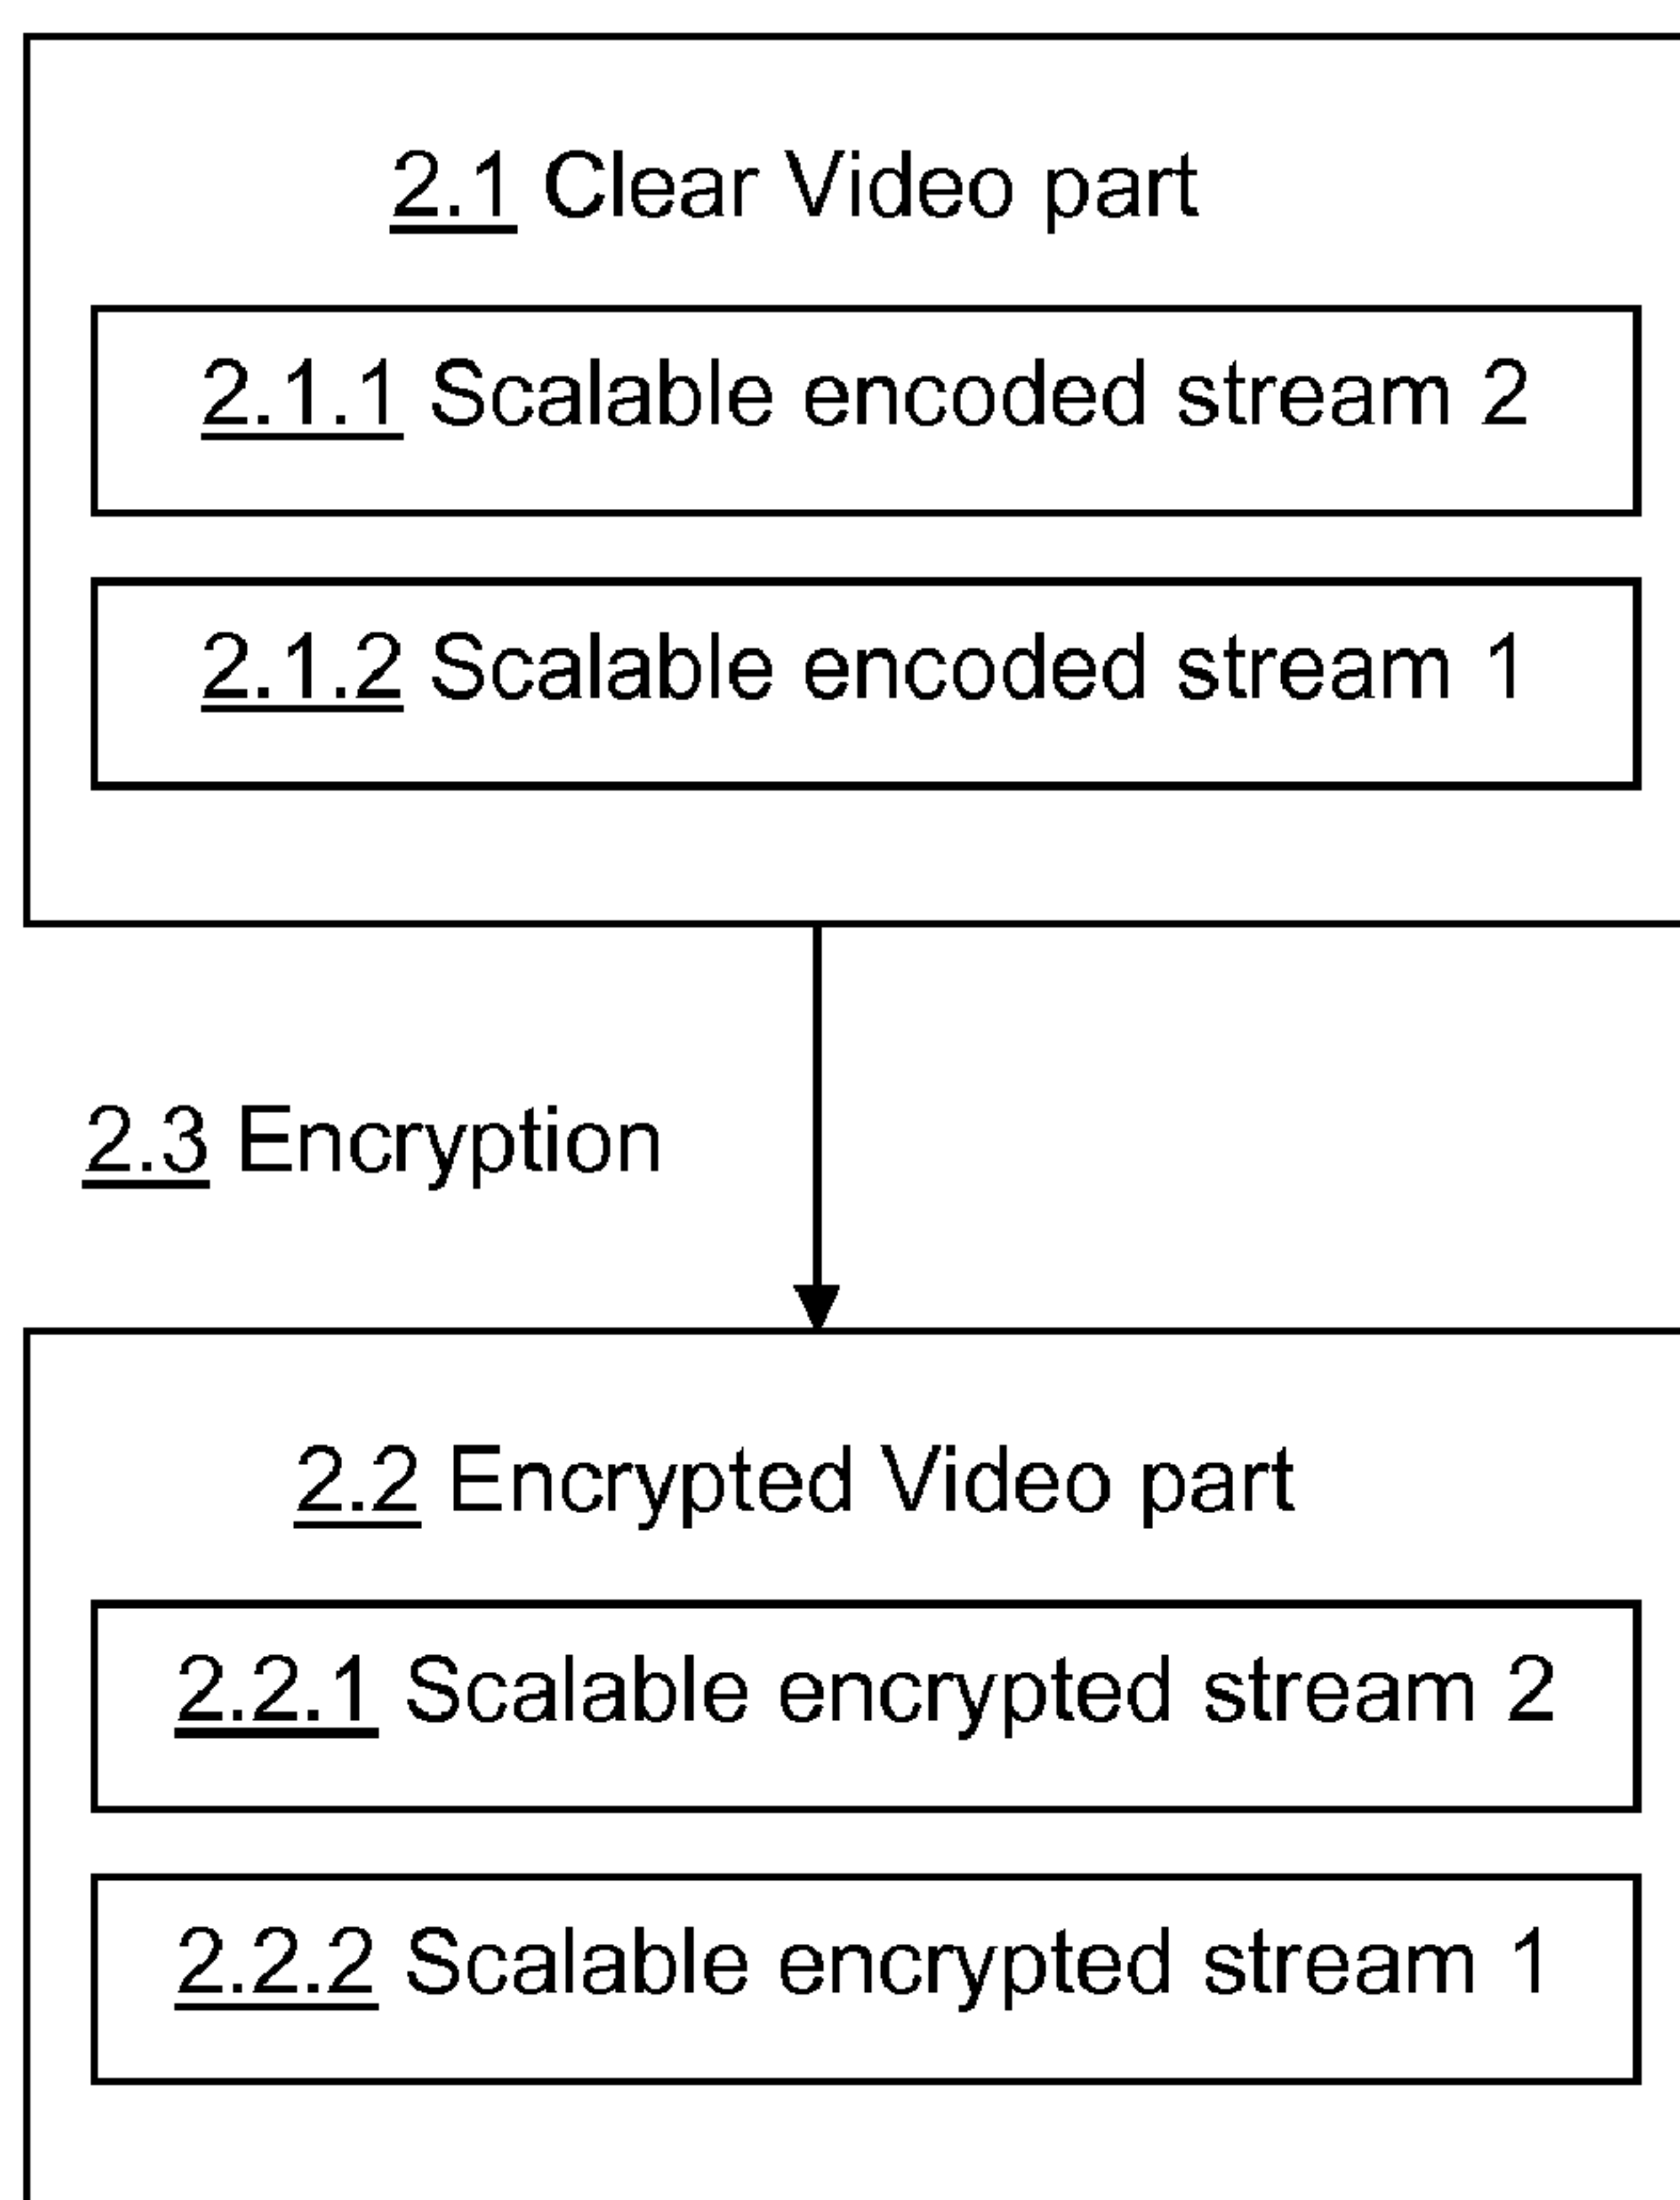 2.1 Clear Video part
2.1.1 Scalable encoded stream 2
2.1.2 Scalable encoded stream 1
2.3 Encryption
2.2 Encrypted Video part
2.2.1 Scalable encrypted stream 2
2.2.2 Scalable encrypted stream 1